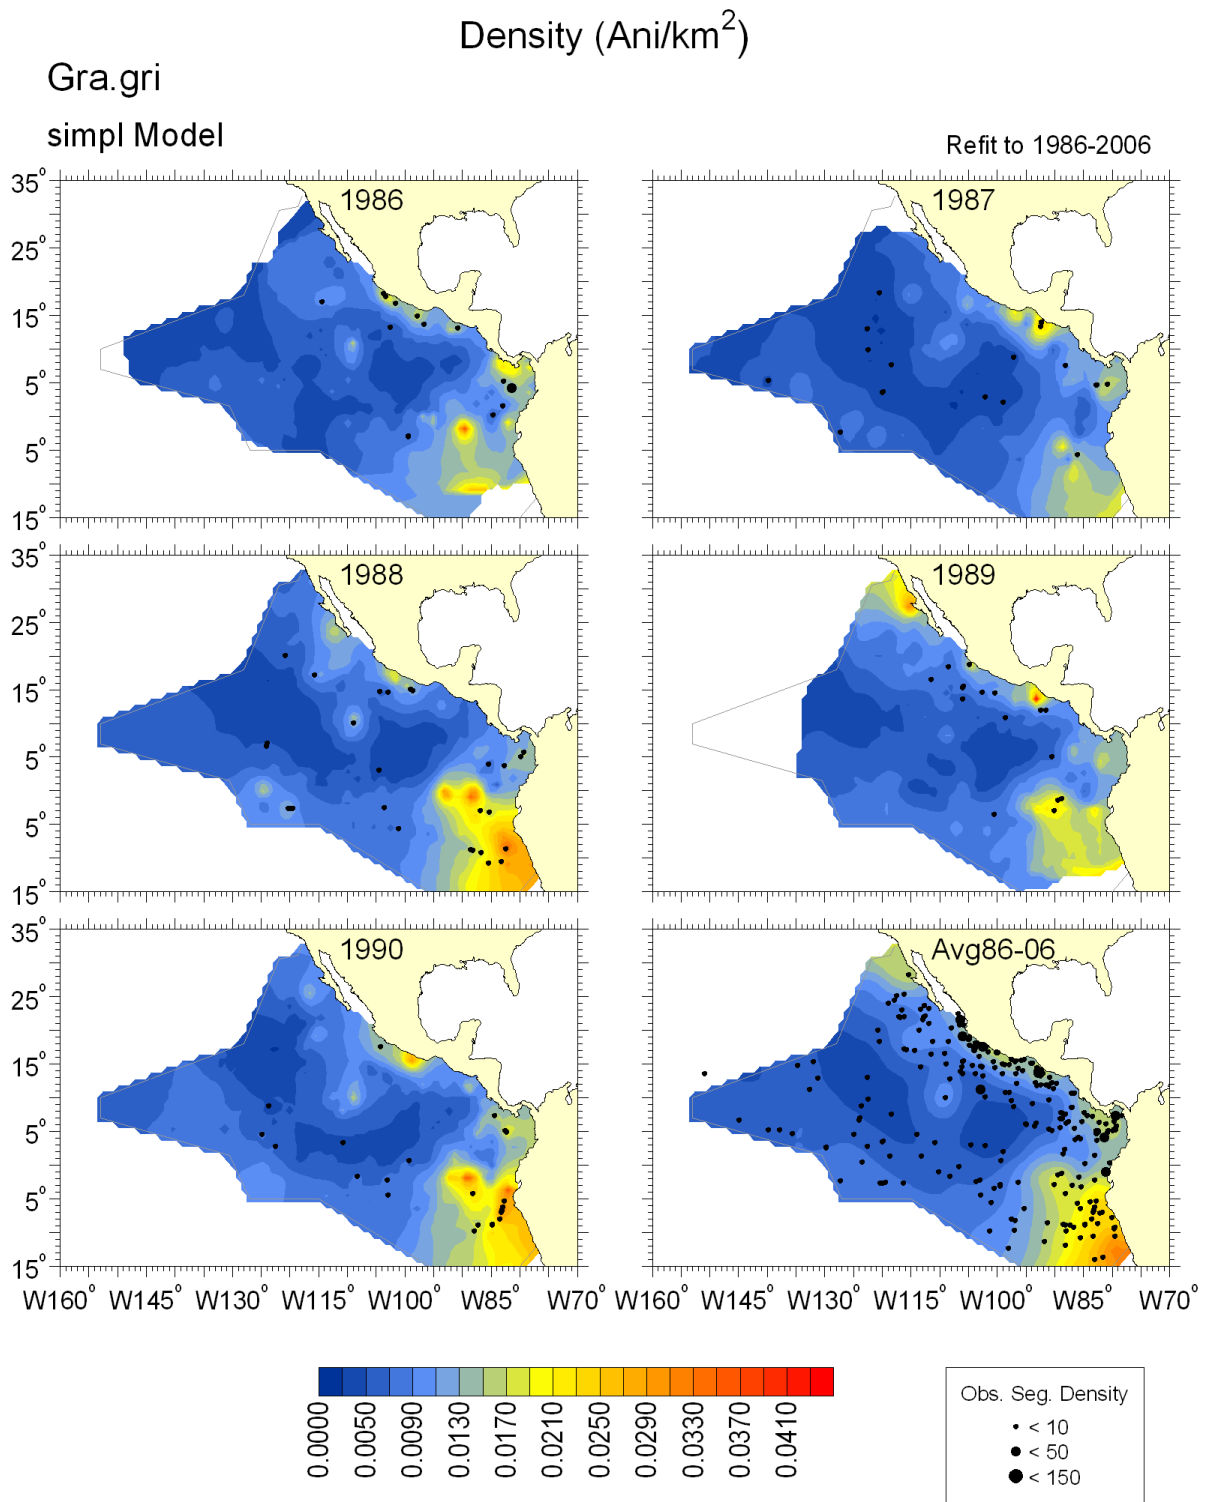 Density (Ani/km²)
Gra.gri
simpl Model
Refit to 1986-2006
35° 1986 1987
25°
15°
5°
5°
15°
35° 1988 1989
25°
15°
5°
5°
15°
35° 1990 Avg86-06
25°
15°
5°
5°
15°
W160° W145° W130° W115° W100° W85° W70° W160° W145° W130° W115° W100° W85° W70°
0.0000 0.0050 0.0090 0.0130 0.0170 0.0210 0.0250 0.0290 0.0330 0.0370 0.0410
Obs. Seg. Density
< 10
< 50
< 150